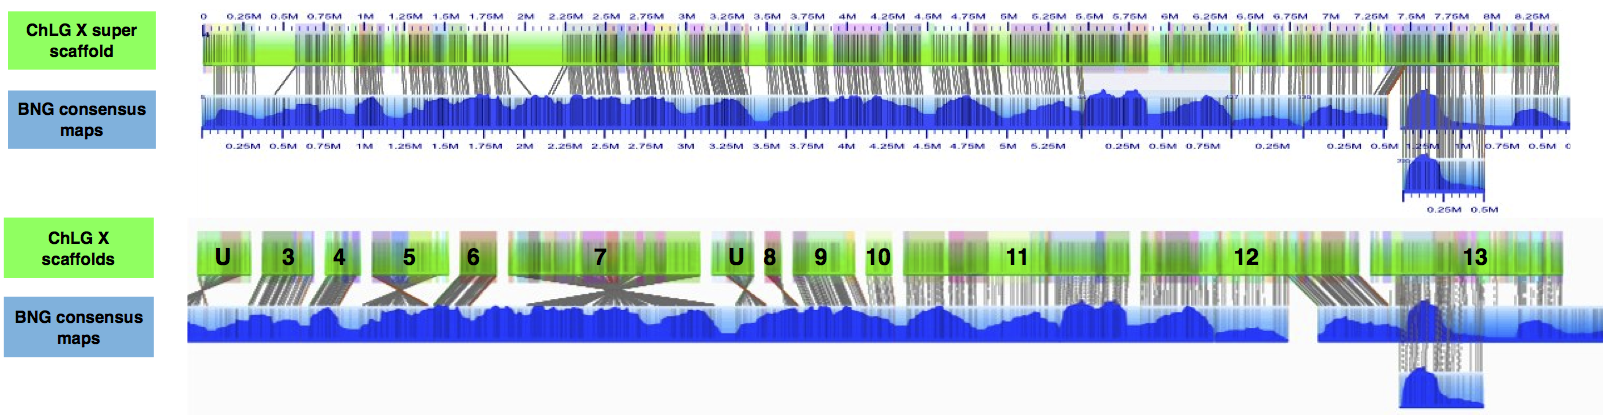 0 0.25M 0.5M 0.75M 1M 1.25M 1.5M 1.75M 2M 2.25M 2.5M 2.75M 3M 3.25M 3.5M 3.75M 4M 4.25M 4.5M 4.75M 5M 5.25M 5.5M 5.75M 6M 6.25M 6.5M 6.75M 7M 7.25M 7.5M 7.75M 8M 8.25M
ChLG X super
scaffold
BNG consensus
maps
0.25M 0.5M 0.75M 1M 1.25M 1.5M 1.75M 2M 2.25M 2.5M 2.75M 3M 3.25M 3.5M 3.75M 4M 4.25M 4.5M 4.75M 5M 5.25M 0.25M 0.5M 0.75M 0.25M 0.25M 0.5M 1.25M 1M 0.75M 0.5M
0.25M 0.5M
ChLG X
scaffolds
U 3 4 5 6 7 U 8 9 10 11 12 13
BNG consensus
maps